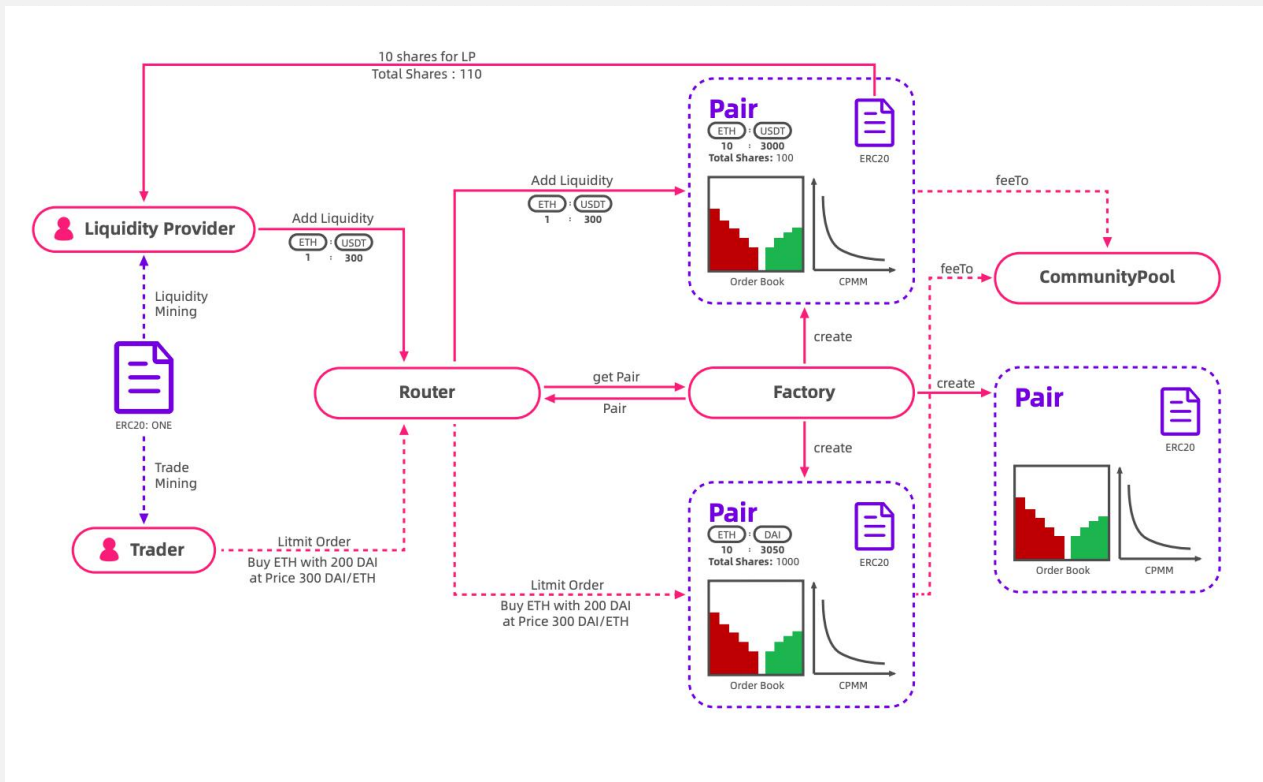 10 shares for LP
Total Shares : 110
Pair
ETH : USDT
10 : 3000
Total Shares: 100
ERC20
Order Book
CPMM
Add Liquidity
ETH : USDT
1 : 300
feeTo
Liquidity Provider
Add Liquidity
ETH : USDT
1 : 300
feeTo
CommunityPool
Liquidity
Mining
create
Router
get Pair
Pair
Factory
create
Pair
ERC20
Order Book
CPMM
ERC20: ONE
create
Trade
Mining
Pair
ETH : DAI
10 : 3050
Total Shares: 1000
ERC20
Order Book
CPMM
Trader
Litmit Order
Buy ETH with 200 DAI
at Price 300 DAI/ETH
Litmit Order
Buy ETH with 200 DAI
at Price 300 DAI/ETH